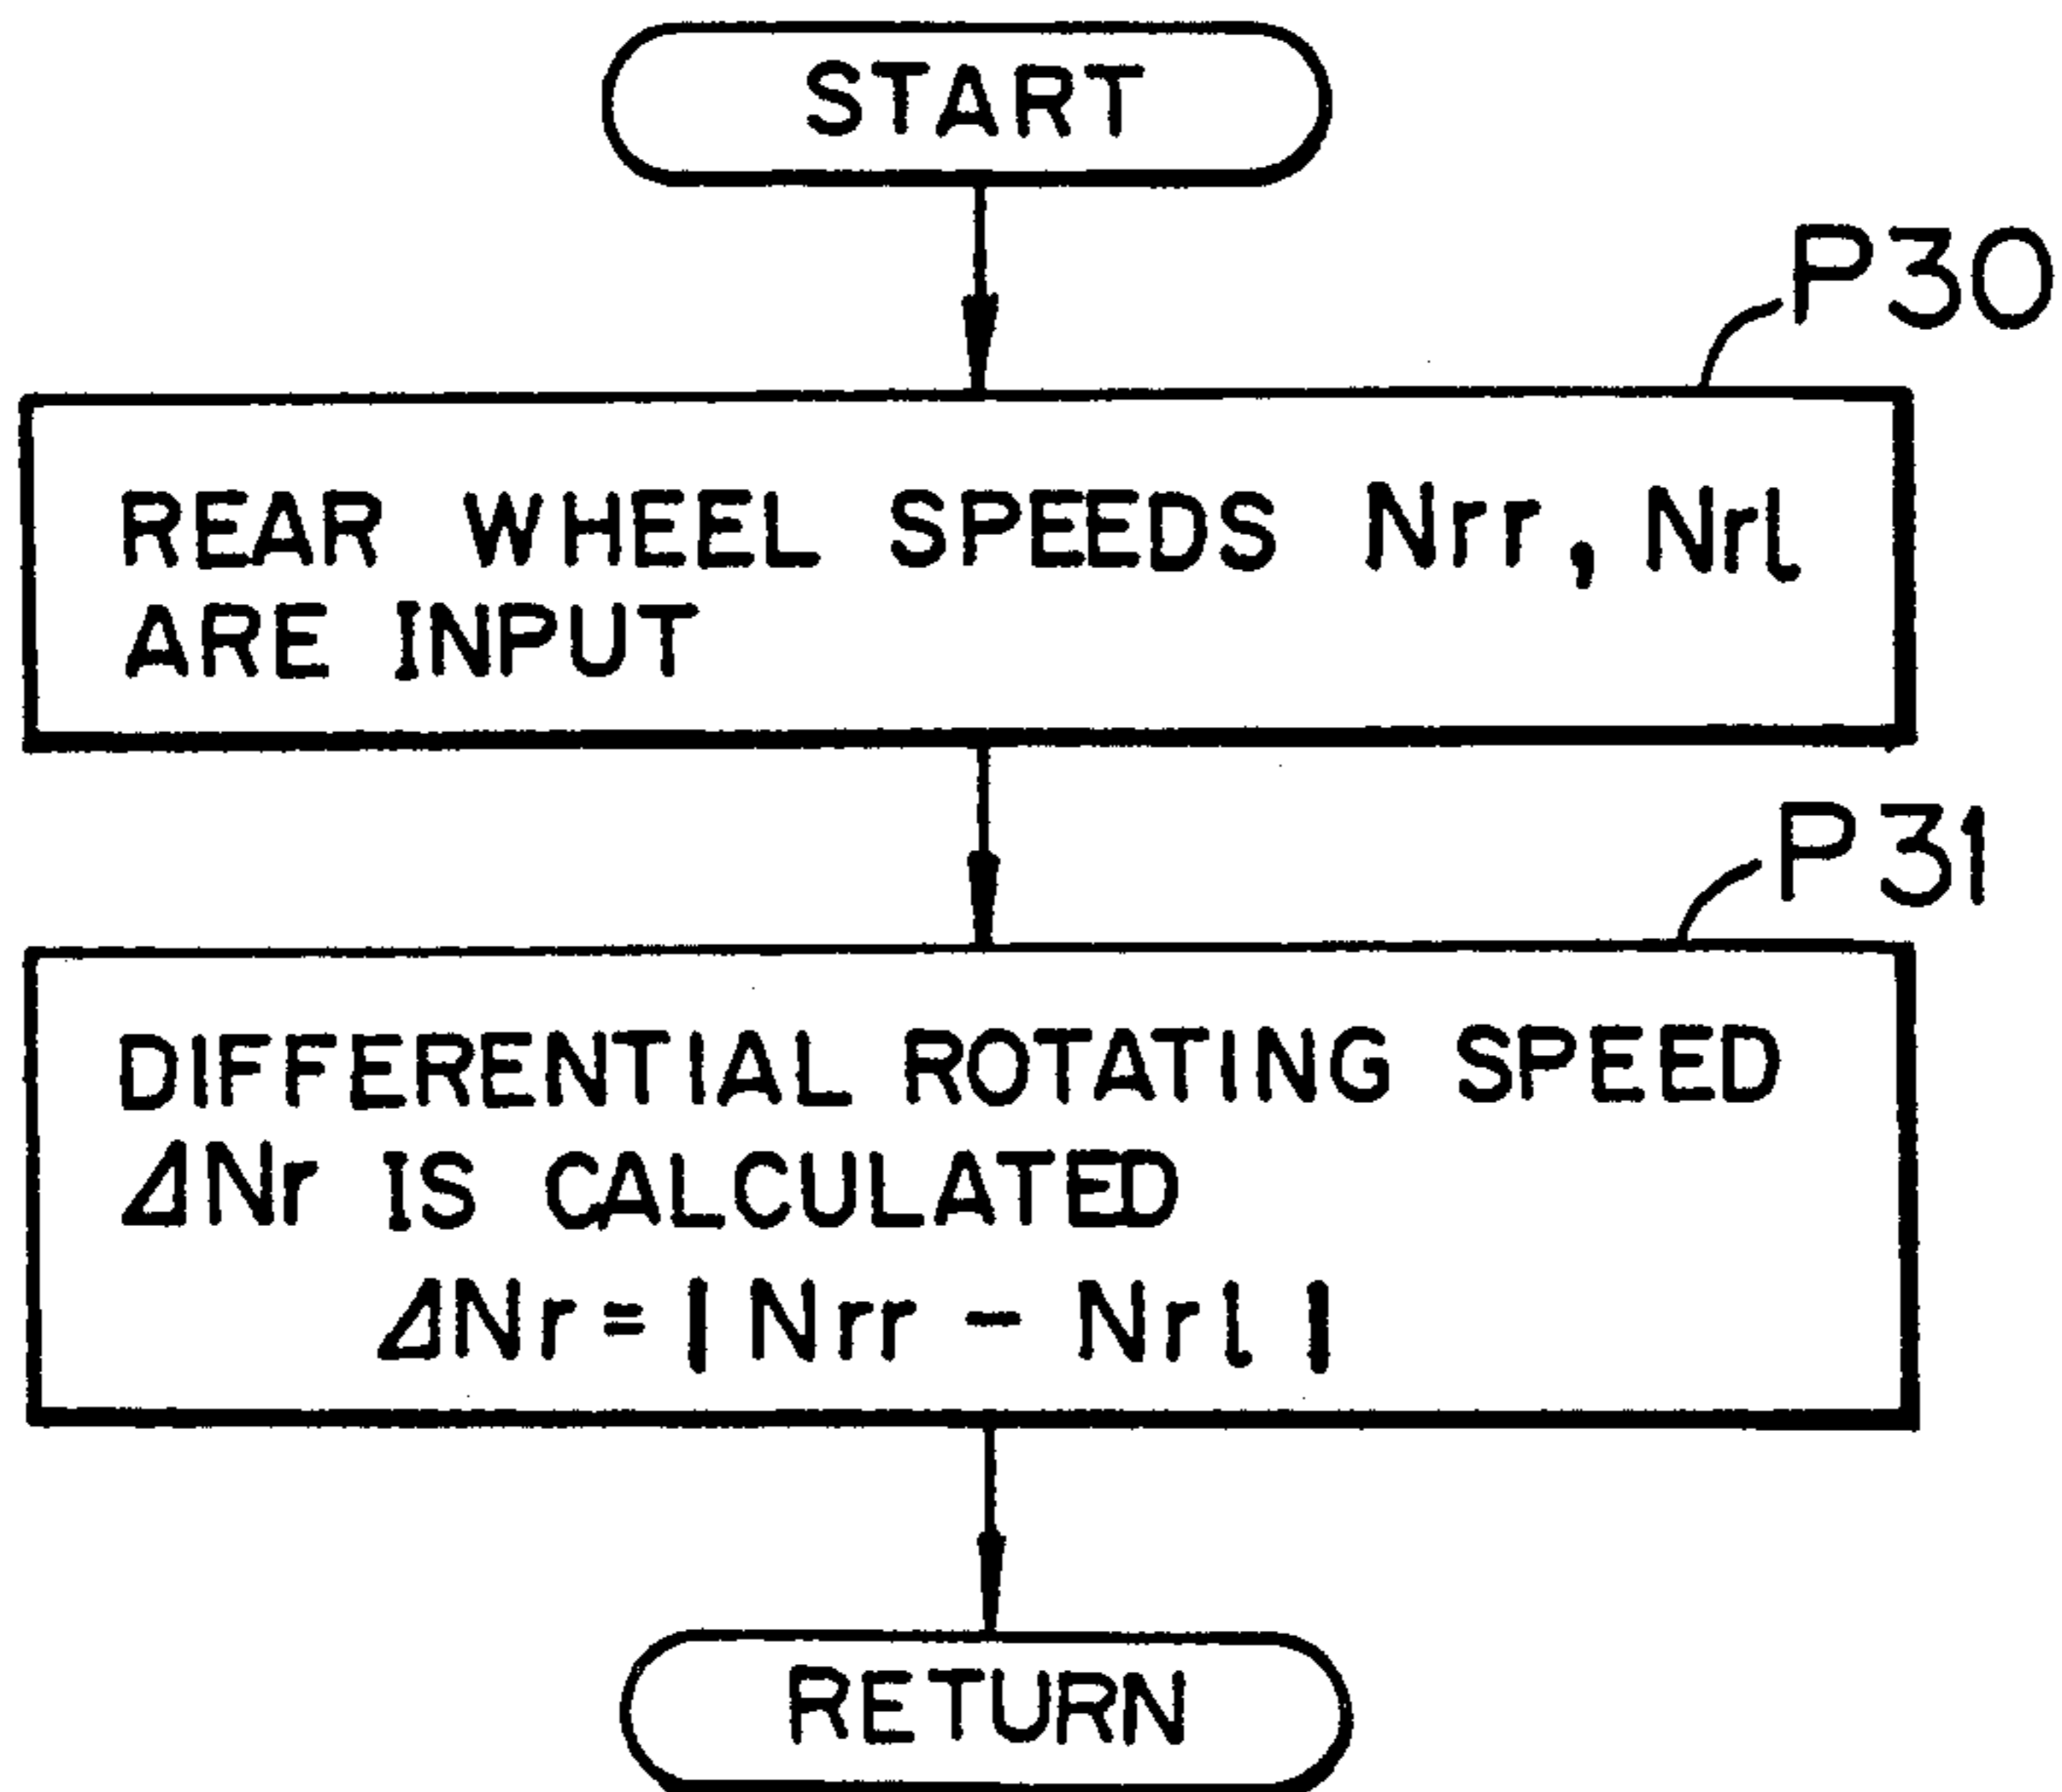 START
P30
REAR WHEEL SPEEDS Nrr, Nrl
ARE INPUT
P31
DIFFERENTIAL ROTATING SPEED
ΔNr IS CALCULATED
ΔNr = | Nrr - Nrl |
RETURN